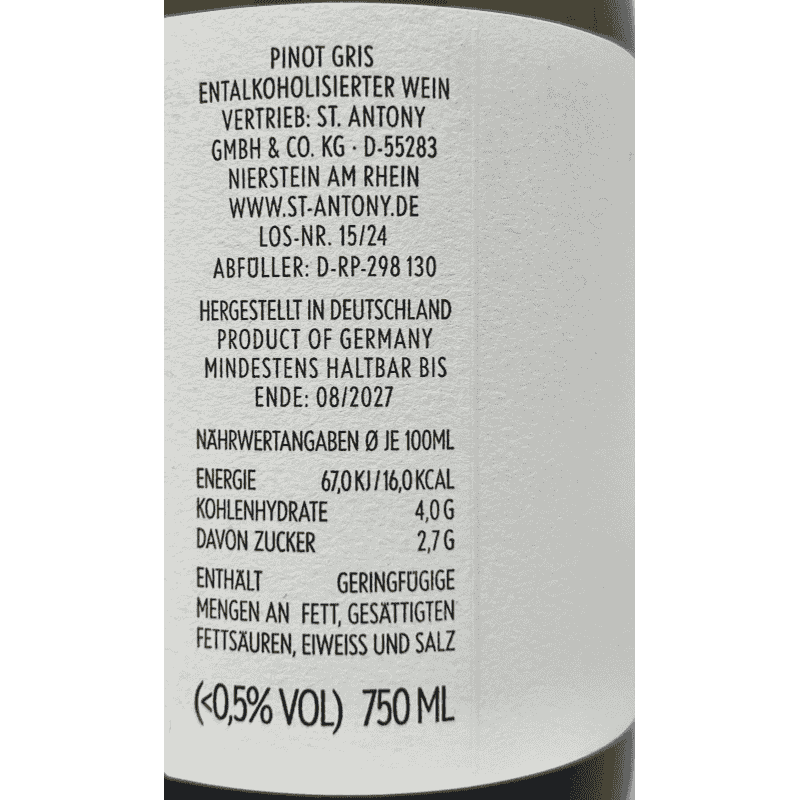 PINOT GRIS
ENTALKOHOLISIERTER WEIN
VERTRIEB: ST. ANTONY
GMBH & CO. KG · D-55283
NIERSTEIN AM RHEIN
WWW.ST-ANTONY.DE
LOS-NR. 15/24
ABFÜLLER: D-RP-298 130
HERGESTELLT IN DEUTSCHLAND
PRODUCT OF GERMANY
MINDESTENS HALTBAR BIS
ENDE: 08/2027
NÄHRWERTANGABEN Ø JE 100ML
ENERGIE 67,0 KJ/16,0 KCAL
KOHLENHYDRATE 4,0 G
DAVON ZUCKER 2,7 G
ENTHÄLT GERINGFÜGIGE
MENGEN AN FETT, GESÄTTIGTEN
FETTSÄUREN, EIWEISS UND SALZ
(<0,5% VOL) 750 ML